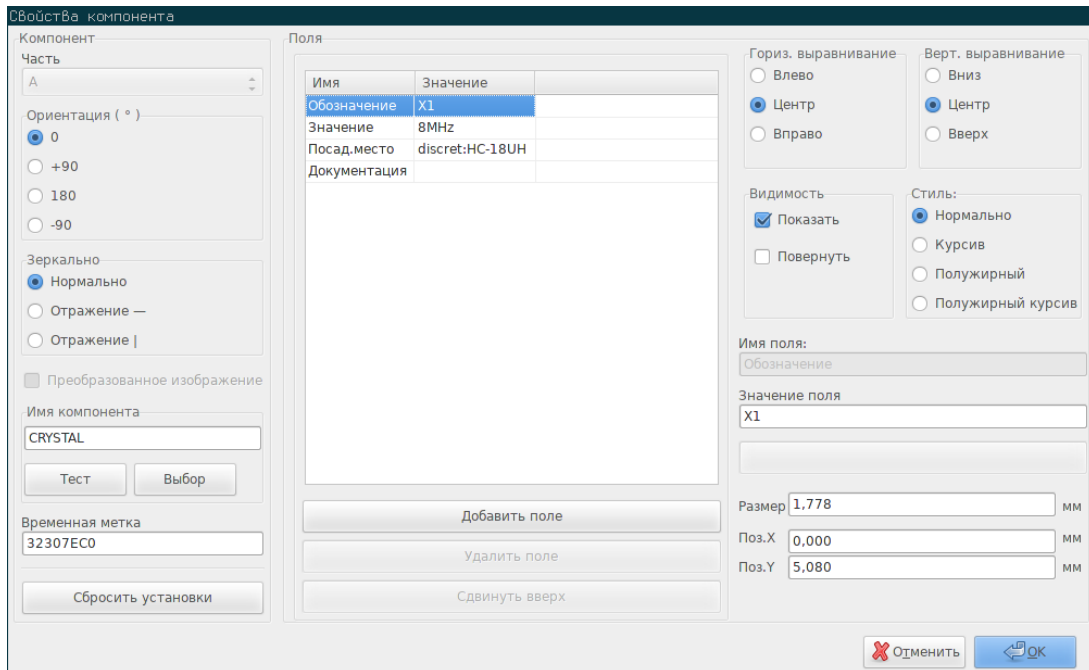 Свойства компонента
Компонент
Часть
A
Ориентация ( ° )
0
+90
180
-90
Зеркально
Нормально
Отражение —
Отражение |
Преобразованное изображение
Имя компонента
CRYSTAL
Тест Выбор
Временная метка
32307EC0
Сбросить установки
Поля
Имя Значение
Обозначение X1
Значение 8MHz
Посад.место discret:HC-18UH
Документация
Добавить поле
Удалить поле
Сдвинуть вверх
Гориз. выравнивание
Влево
Центр
Вправо
Верт. выравнивание
Вниз
Центр
Вверх
Видимость
Показать
Повернуть
Стиль:
Нормально
Курсив
Полужирный
Полужирный курсив
Имя поля:
Обозначение
Значение поля
X1
Размер 1,778 мм
Поз.X 0,000 мм
Поз.Y 5,080 мм
Отменить OK